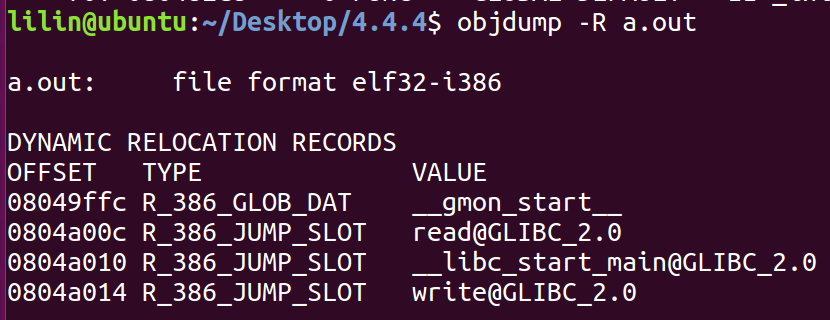 lilin@ubuntu:~/Desktop/4.4.4$ objdump -R a.out
a.out:     file format elf32-i386
DYNAMIC RELOCATION RECORDS
OFFSET   TYPE              VALUE
08049ffc R_386_GLOB_DAT    __gmon_start__
0804a00c R_386_JUMP_SLOT   read@GLIBC_2.0
0804a010 R_386_JUMP_SLOT   __libc_start_main@GLIBC_2.0
0804a014 R_386_JUMP_SLOT   write@GLIBC_2.0